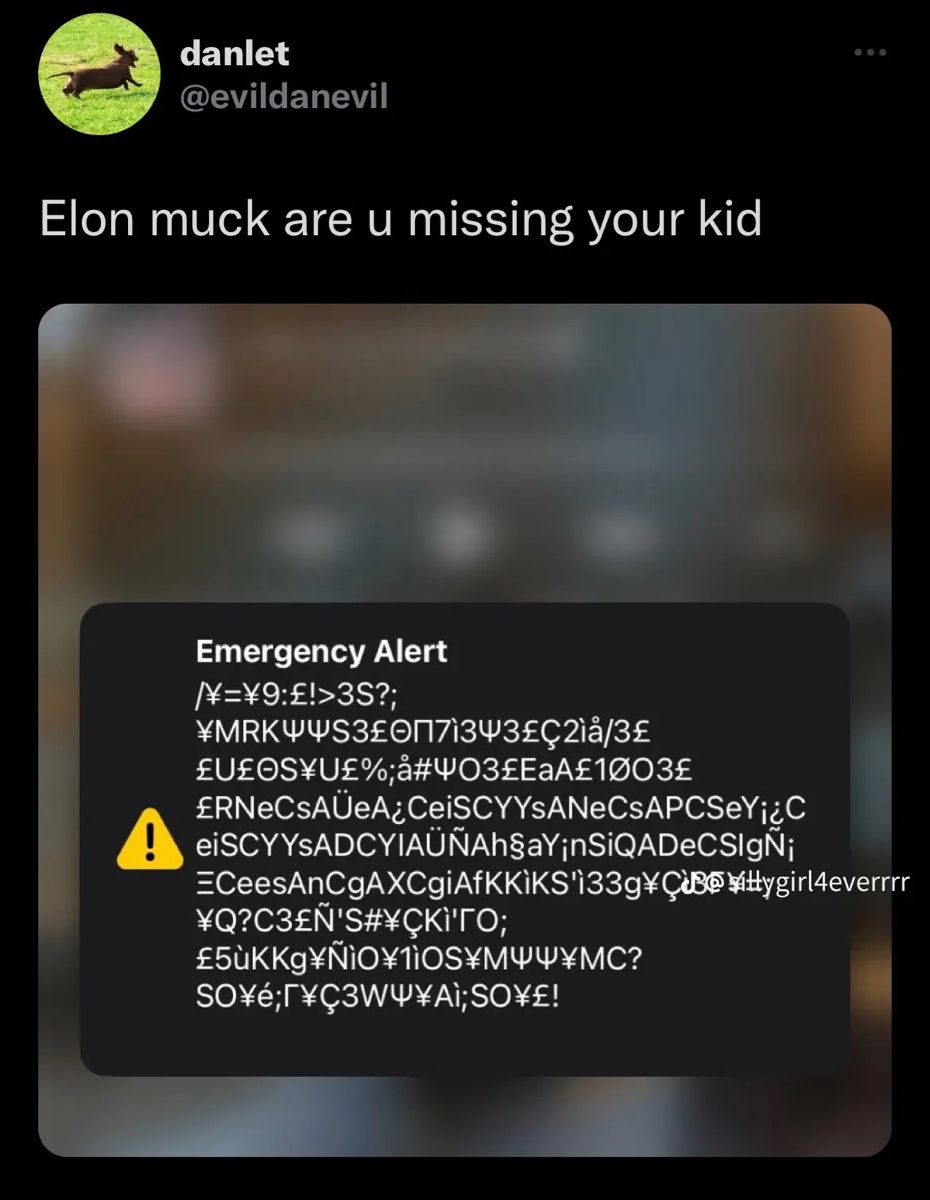 danlet
@evildanevil
Elon muck are u missing your kid
Emergency Alert
/¥=¥9:£!>3S?;
¥MRKΨΨS3£ΘΠ7ì3Ψ3£Ç2ìå/3£
£U£ΘS¥U£%;å#ΨO3£EaA£1ØO3£
£RNeCsAÜeA¿CeiSCYYsANeCsAPCSeY¡¿C
eiSCYYsADCYIAÜÑAh§aY¡nSiQADeCSIgÑ¡
ΞCeesAnCgAXCgiAfKKìKS'ì33g¥Ç
@sillygirl4everrrr
¥Q?C3£Ñ'S#¥ÇKì'ΓO;
£5ùKKg¥ÑìO¥1ìOS¥MΨΨ¥MC?
SO¥é;Γ¥Ç3WΨ¥Aì;SO¥£!